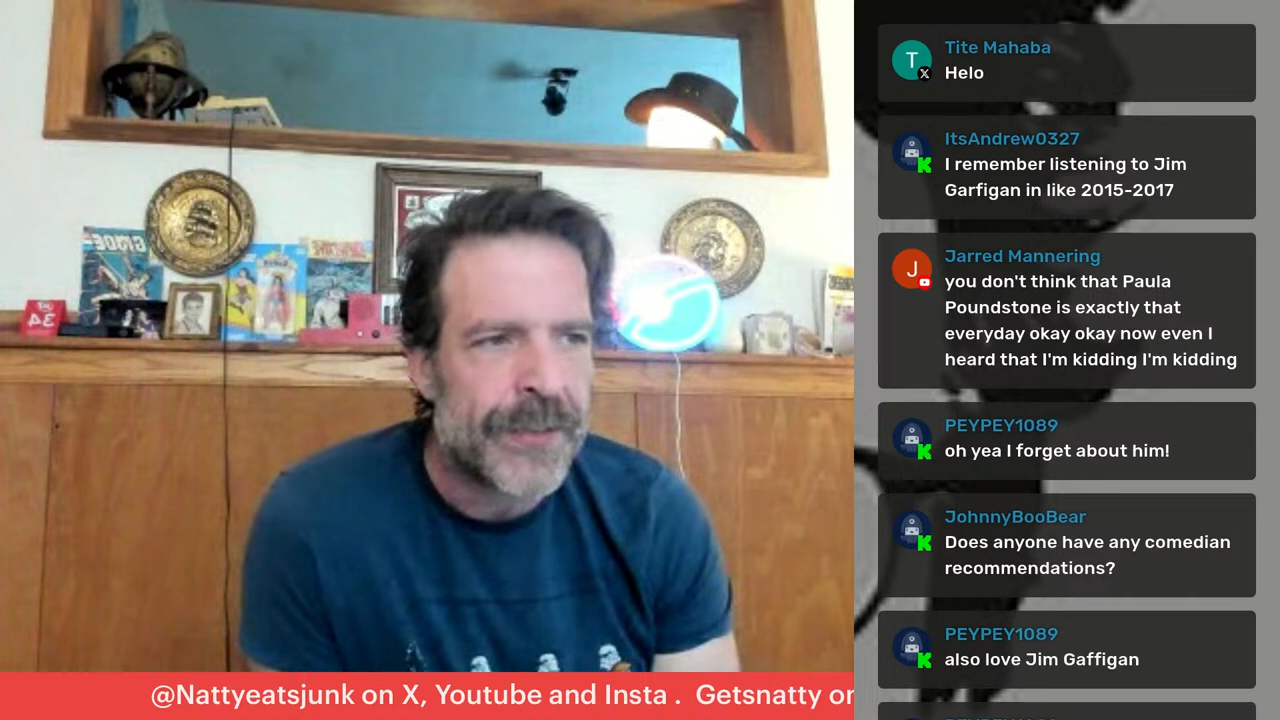 GI JOE
34
@Nattyeatsjunk on X, Youtube and Insta . Getsnatty or
T
Tite Mahaba
Helo
ItsAndrew0327
I remember listening to Jim
Garfigan in like 2015-2017
J
Jarred Mannering
you don't think that Paula
Poundstone is exactly that
everyday okay okay now even I
heard that I'm kidding I'm kidding
PEYPEY1089
oh yea I forget about him!
JohnnyBooBear
Does anyone have any comedian
recommendations?
PEYPEY1089
also love Jim Gaffigan